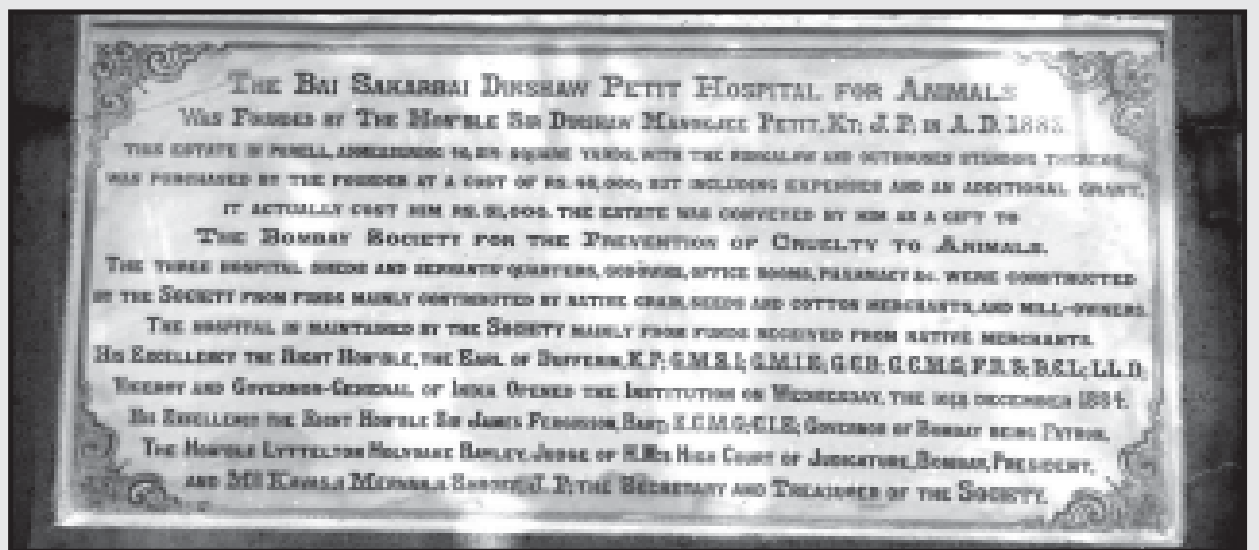 THE BAI SAKARBAI DINSHAW PETIT HOSPITAL FOR ANIMALS
WAS FOUNDED BY THE HON'BLE SIR DINSHAW MANOKJEE PETIT, KT; J. P; IN A. D. 1883.
THIS ESTATE IN PARELL, ADMEASURING SQUARE YARDS, WITH THE BUNGALOW AND OUTHOUSES STANDING THEREON,
WAS PURCHASED BY THE FOUNDER AT A COST OF RS. BUT INCLUDING EXPENSES AND AN ADDITIONAL GRANT,
IT ACTUALLY COST HIM RS. THE ESTATE WAS CONVEYED BY HIM AS A GIFT TO
THE BOMBAY SOCIETY FOR THE PREVENTION OF CRUELTY TO ANIMALS.
THE THREE HOSPITAL SHEDS AND SERVANTS' QUARTERS, GODOWNS, OFFICE ROOMS, PHARMACY &C. WERE CONSTRUCTED
BY THE SOCIETY FROM FUNDS MAINLY CONTRIBUTED BY NATIVE GRAIN, SEEDS AND COTTON MERCHANTS, AND MILL-OWNERS.
THE HOSPITAL IS MAINTAINED BY THE SOCIETY MAINLY FROM FUNDS RECEIVED FROM NATIVE MERCHANTS.
HIS EXCELLENCY THE RIGHT HON'BLE, THE EARL OF DUFFERIN, K.P; G.M.S.I; G.M.I.E; G.C.B; G.C.M.G; F.R.S; D.C.L; LL.D.
VICEROY AND GOVERNOR-GENERAL OF INDIA OPENED THE INSTITUTION ON WEDNESDAY, THE DECEMBER 1884.
HIS EXCELLENCY THE RIGHT HON'BLE SIR JAMES FERGUSSON, BART; K.C.M.G; C.I.E; GOVERNOR OF BOMBAY BEING PATRON,
THE HON'BLE LYTTELTON HOLYOAKE BAYLEY, JUDGE OF H.M'S HIGH COURT OF JUDICATURE, BOMBAY, PRESIDENT,
AND MR J. P; THE SECRETARY AND TREASURER OF THE SOCIETY.